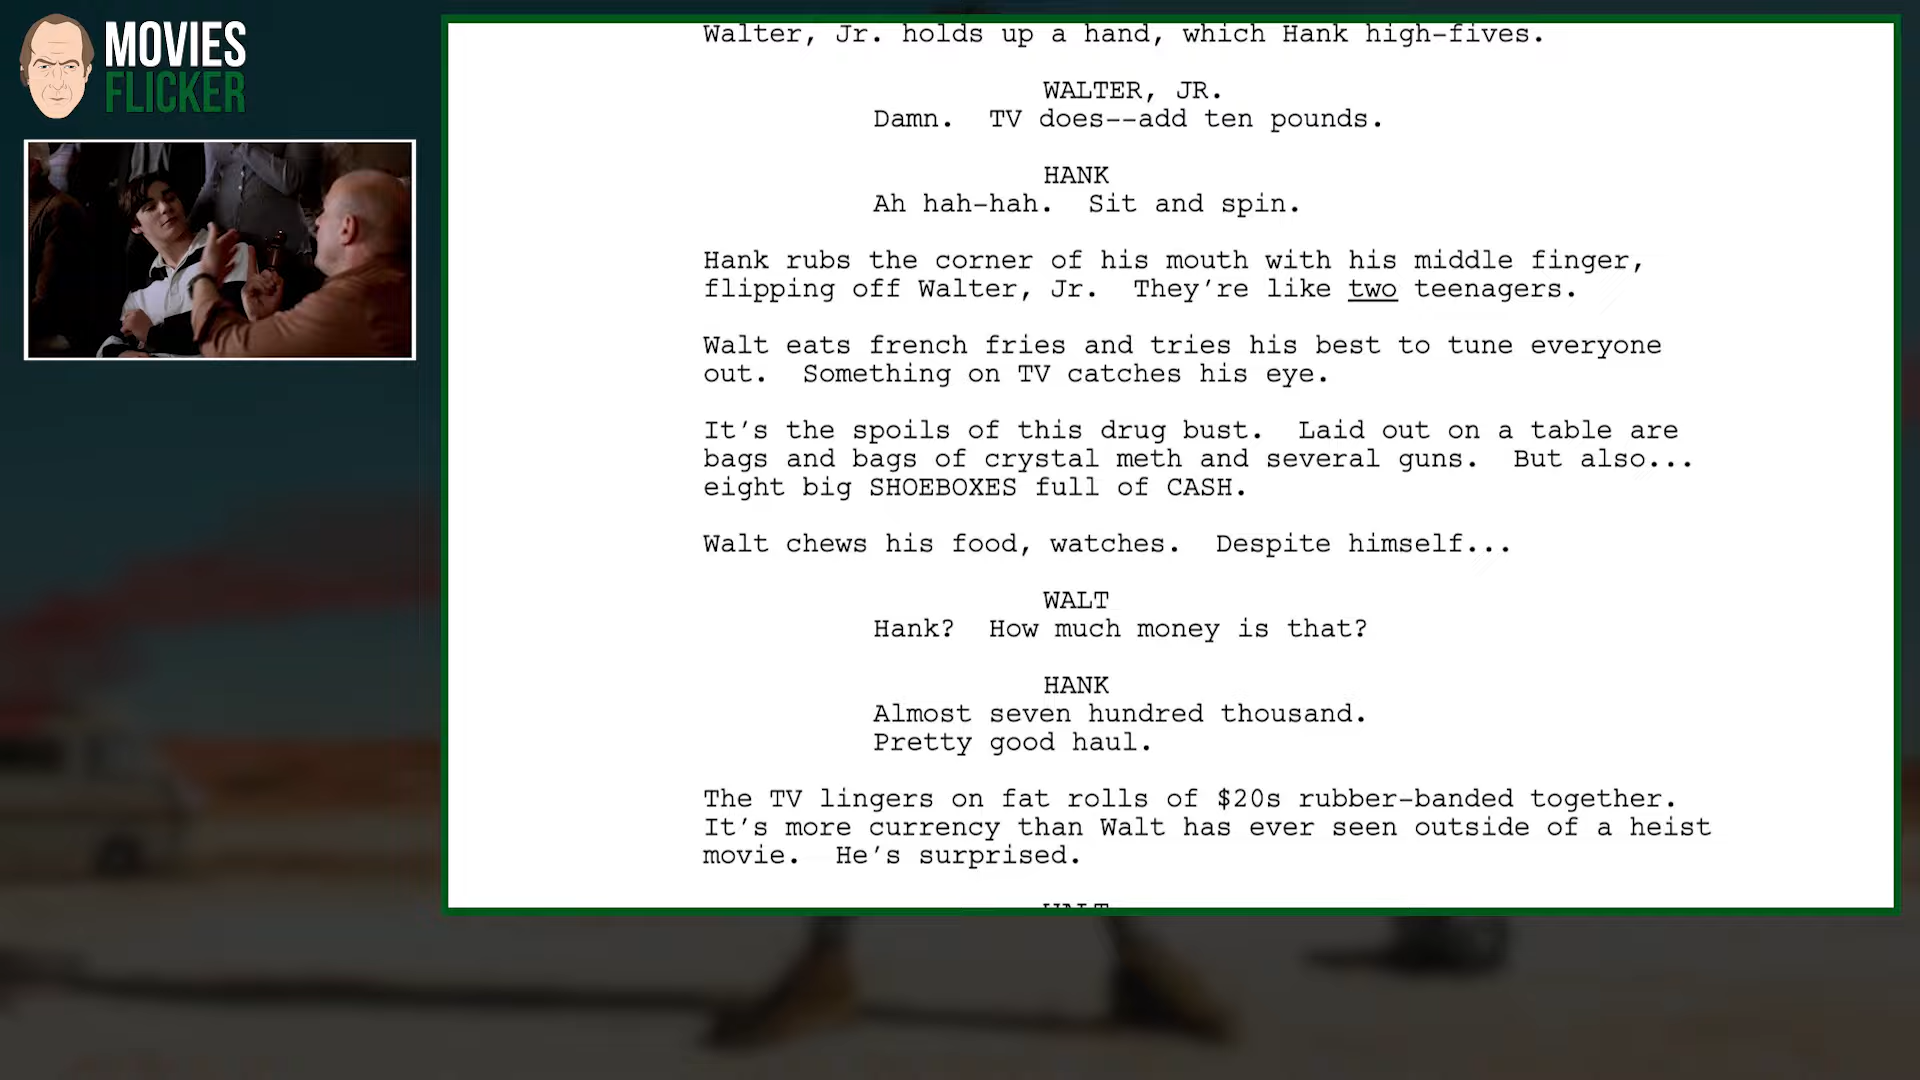 MOVIES
FLICKER
Walter, Jr. holds up a hand, which Hank high-fives.
WALTER, JR.
Damn.  TV does--add ten pounds.
HANK
Ah hah-hah.  Sit and spin.
Hank rubs the corner of his mouth with his middle finger,
flipping off Walter, Jr.  They're like two teenagers.
Walt eats french fries and tries his best to tune everyone
out.  Something on TV catches his eye.
It's the spoils of this drug bust.  Laid out on a table are
bags and bags of crystal meth and several guns.  But also...
eight big SHOEBOXES full of CASH.
Walt chews his food, watches.  Despite himself...
WALT
Hank?  How much money is that?
HANK
Almost seven hundred thousand.
Pretty good haul.
The TV lingers on fat rolls of $20s rubber-banded together.
It's more currency than Walt has ever seen outside of a heist
movie.  He's surprised.